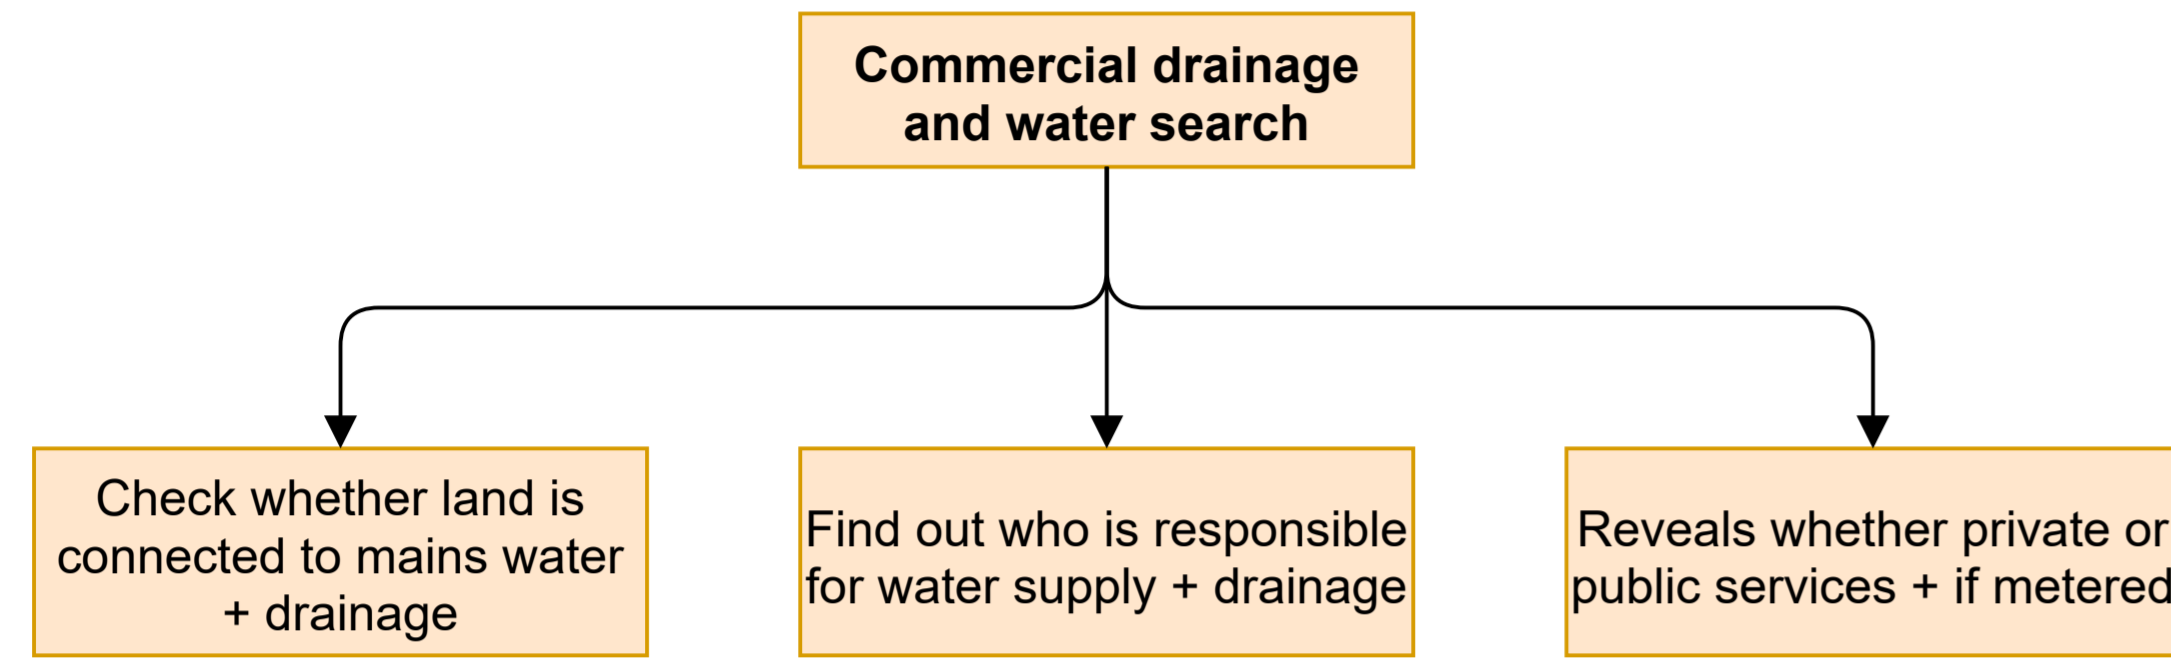 Commercial drainage
and water search
Check whether land is
connected to mains water
+ drainage
Find out who is responsible
for water supply + drainage
Reveals whether private or
public services + if metered